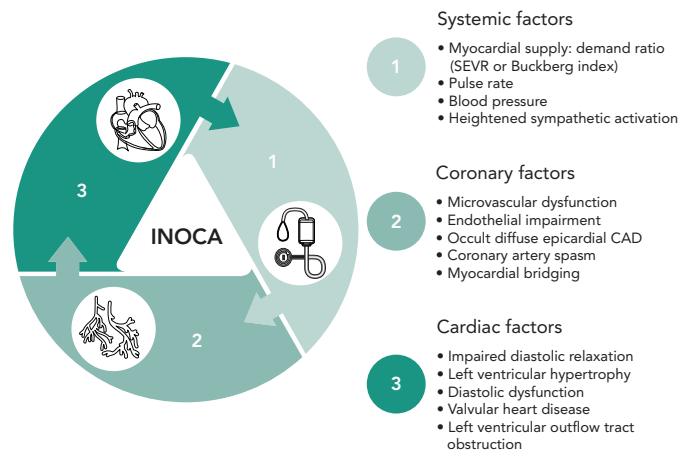 3
1
INOCA
2
Systemic factors
1
• Myocardial supply: demand ratio
(SEVR or Buckberg index)
• Pulse rate
• Blood pressure
• Heightened sympathetic activation
Coronary factors
2
• Microvascular dysfunction
• Endothelial impairment
• Occult diffuse epicardial CAD
• Coronary artery spasm
• Myocardial bridging
Cardiac factors
3
• Impaired diastolic relaxation
• Left ventricular hypertrophy
• Diastolic dysfunction
• Valvular heart disease
• Left ventricular outflow tract
obstruction